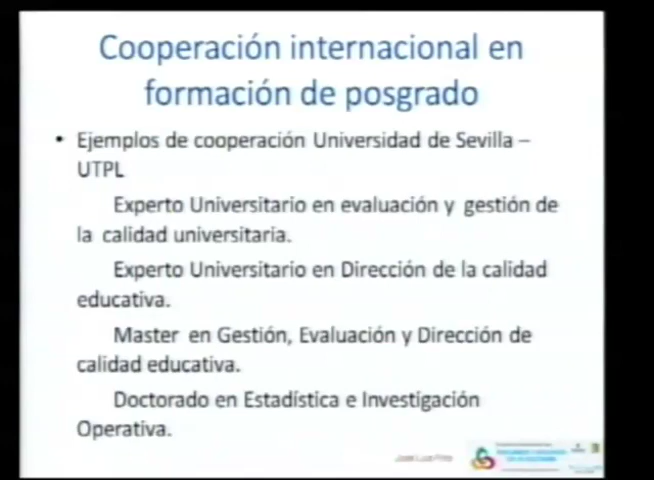 Cooperación internacional en
formación de posgrado
• Ejemplos de cooperación Universidad de Sevilla –
UTPL
Experto Universitario en evaluación y gestión de
la calidad universitaria.
Experto Universitario en Dirección de la calidad
educativa.
Master en Gestión, Evaluación y Dirección de
calidad educativa.
Doctorado en Estadística e Investigación
Operativa.